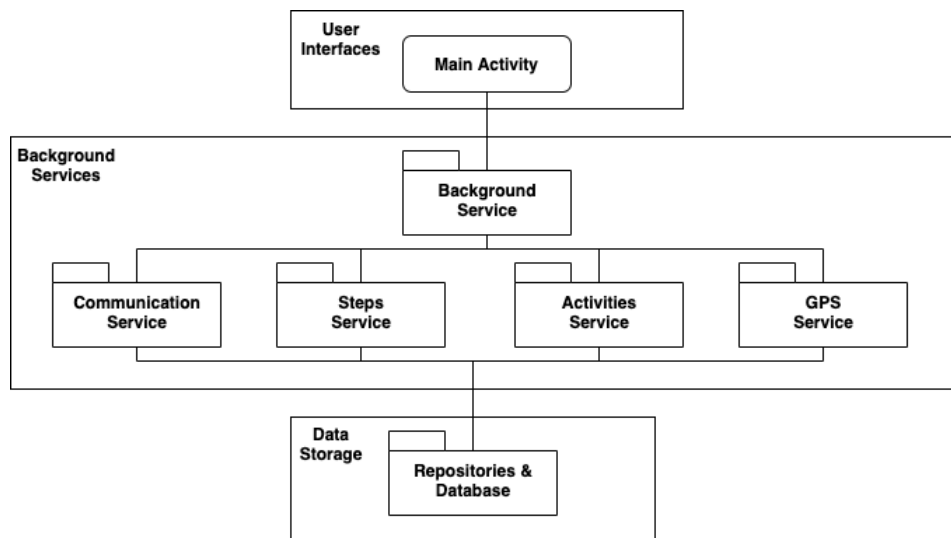 User
Interfaces
Main Activity
Background
Services
Background
Service
Communication
Service
Steps
Service
Activities
Service
GPS
Service
Data
Storage
Repositories &
Database